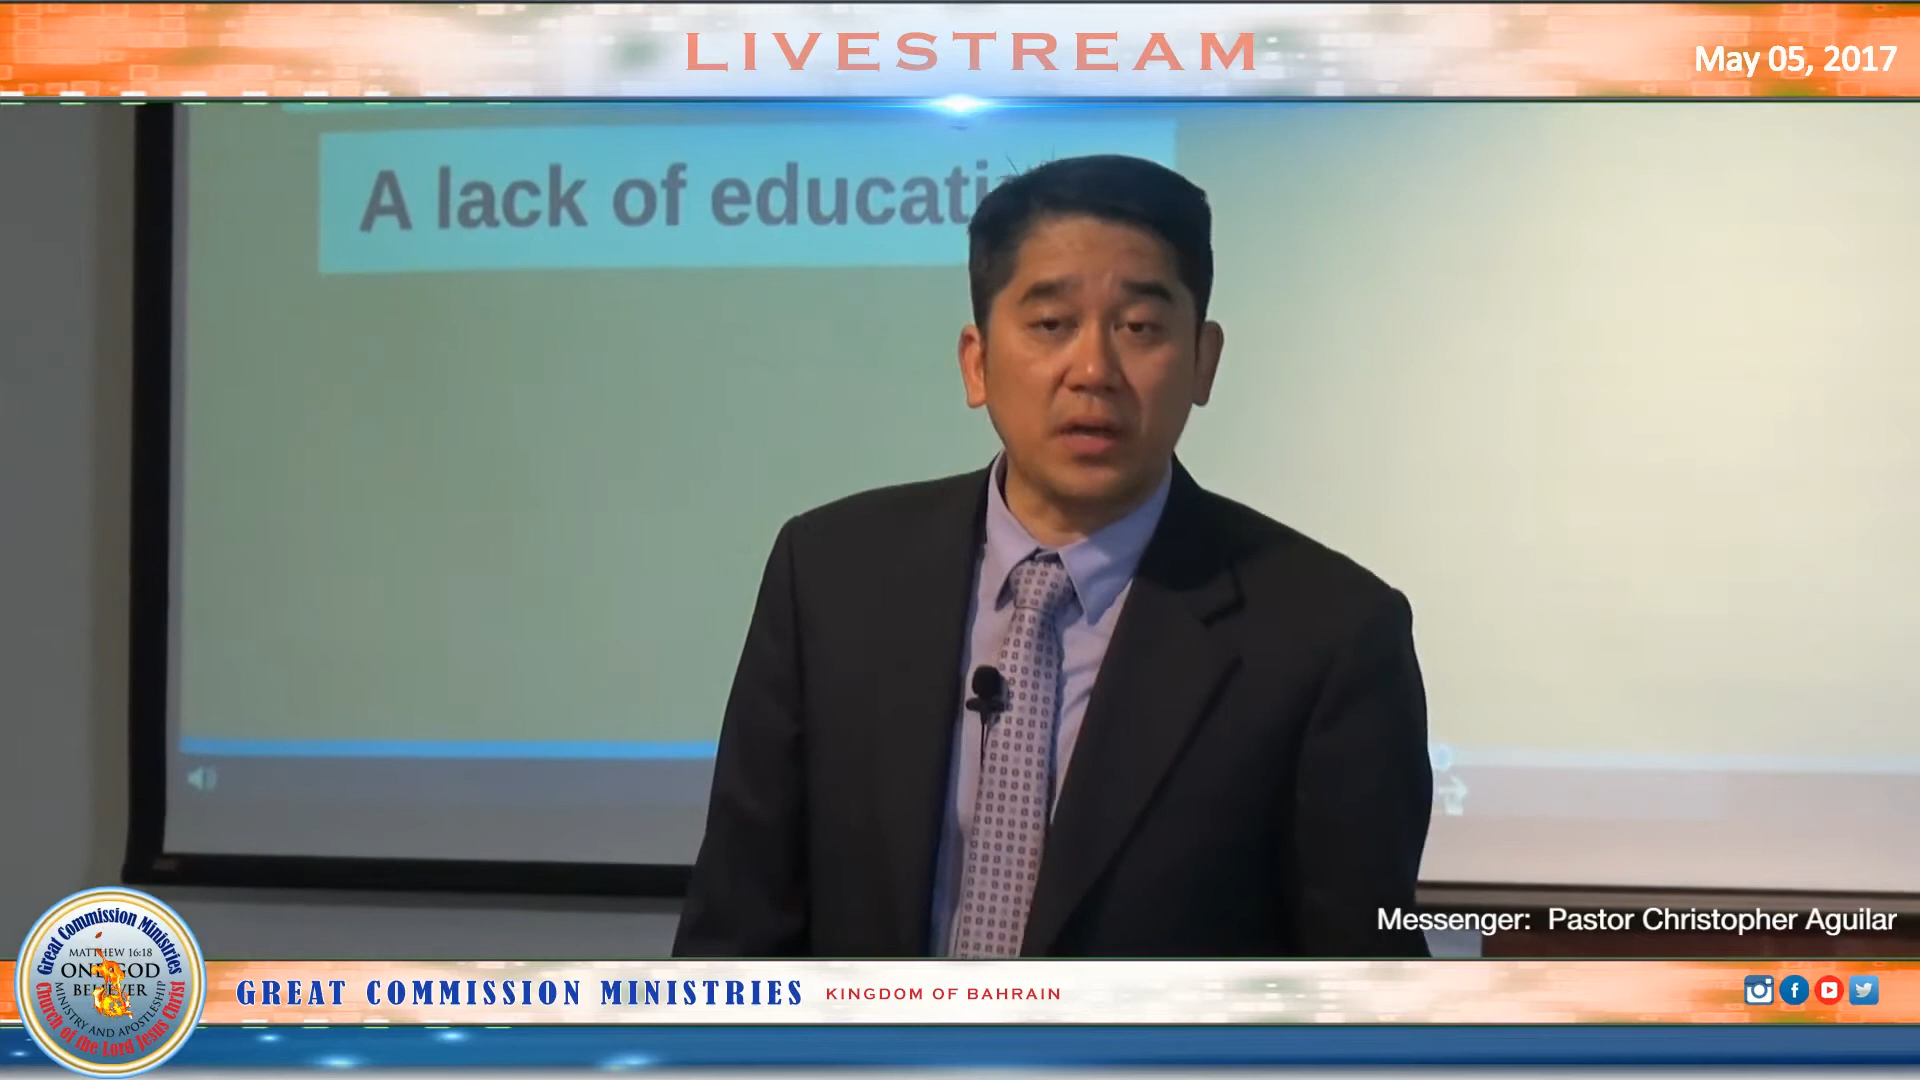 LIVESTREAM
May 05, 2017
A lack of educati
Messenger: Pastor Christopher Aguilar
Great Commission Ministries
MATTHEW 16:18
ONE GOD
BELIEVER
MINISTRY AND APOSTLESHIP
Church of the Lord Jesus Christ
GREAT COMMISSION MINISTRIES KINGDOM OF BAHRAIN